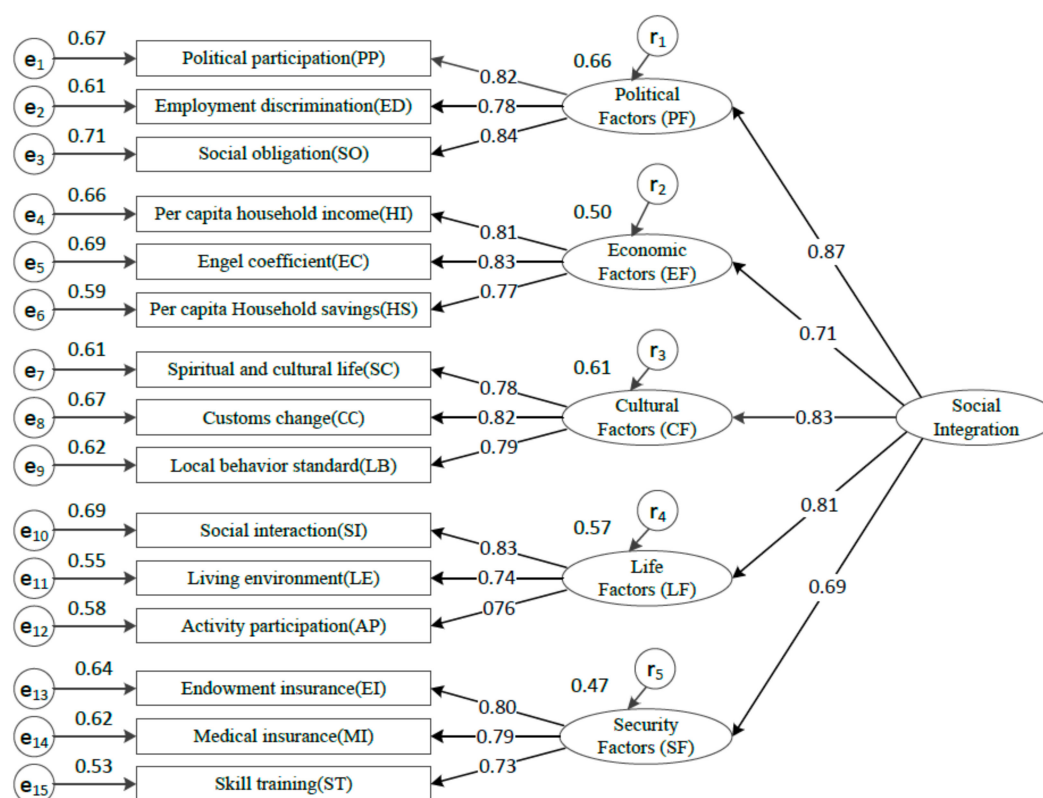 e1 0.67 Political participation(PP) 0.82
e2 0.61 Employment discrimination(ED) 0.78
e3 0.71 Social obligation(SO) 0.84
r1
0.66
Political
Factors (PF)
0.87
e4 0.66 Per capita household income(HI) 0.81
e5 0.69 Engel coefficient(EC) 0.83
e6 0.59 Per capita Household savings(HS) 0.77
r2
0.50
Economic
Factors (EF)
0.71
e7 0.61 Spiritual and cultural life(SC) 0.78
e8 0.67 Customs change(CC) 0.82
e9 0.62 Local behavior standard(LB) 0.79
r3
0.61
Cultural
Factors (CF)
0.83
Social
Integration
e10 0.69 Social interaction(SI) 0.83
e11 0.55 Living environment(LE) 0.74
e12 0.58 Activity participation(AP) 076
r4
0.57
Life
Factors (LF)
0.81
e13 0.64 Endowment insurance(EI) 0.80
e14 0.62 Medical insurance(MI) 0.79
e15 0.53 Skill training(ST) 0.73
r5
0.47
Security
Factors (SF)
0.69